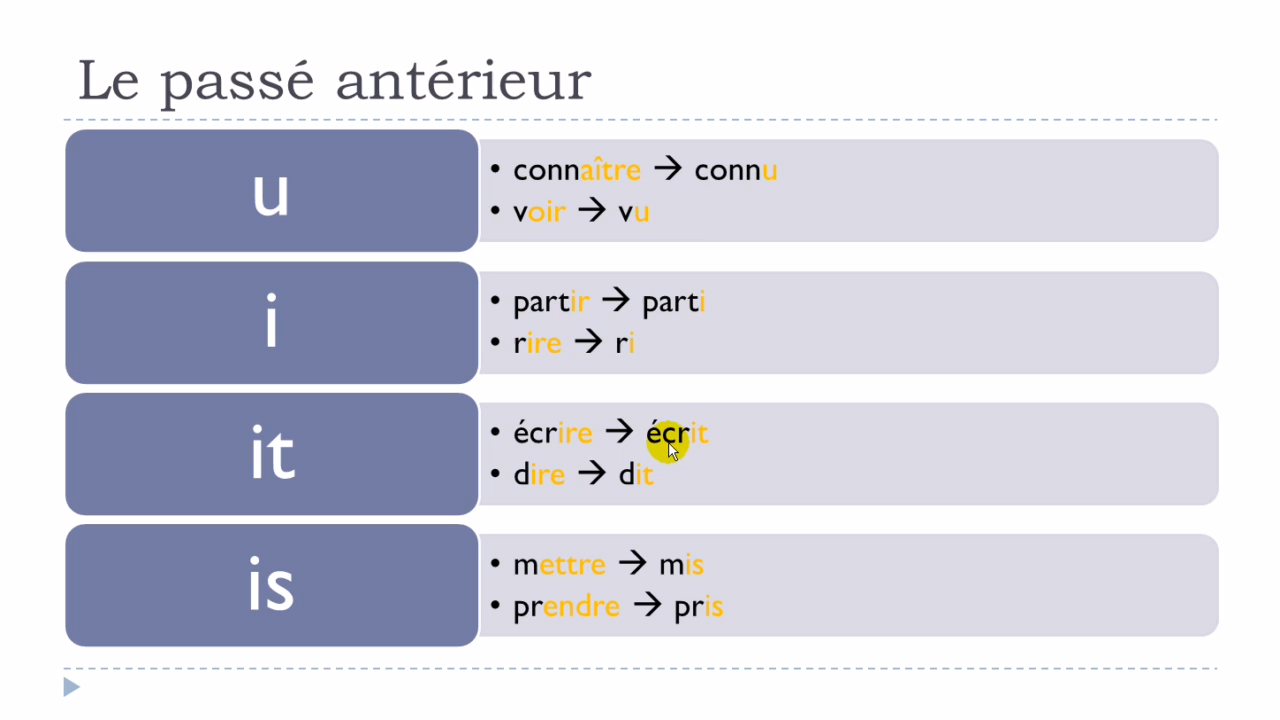 Le passé antérieur
u
• connaître → connu
• voir → vu
i
• partir → parti
• rire → ri
it
• écrire → écrit
• dire → dit
is
• mettre → mis
• prendre → pris